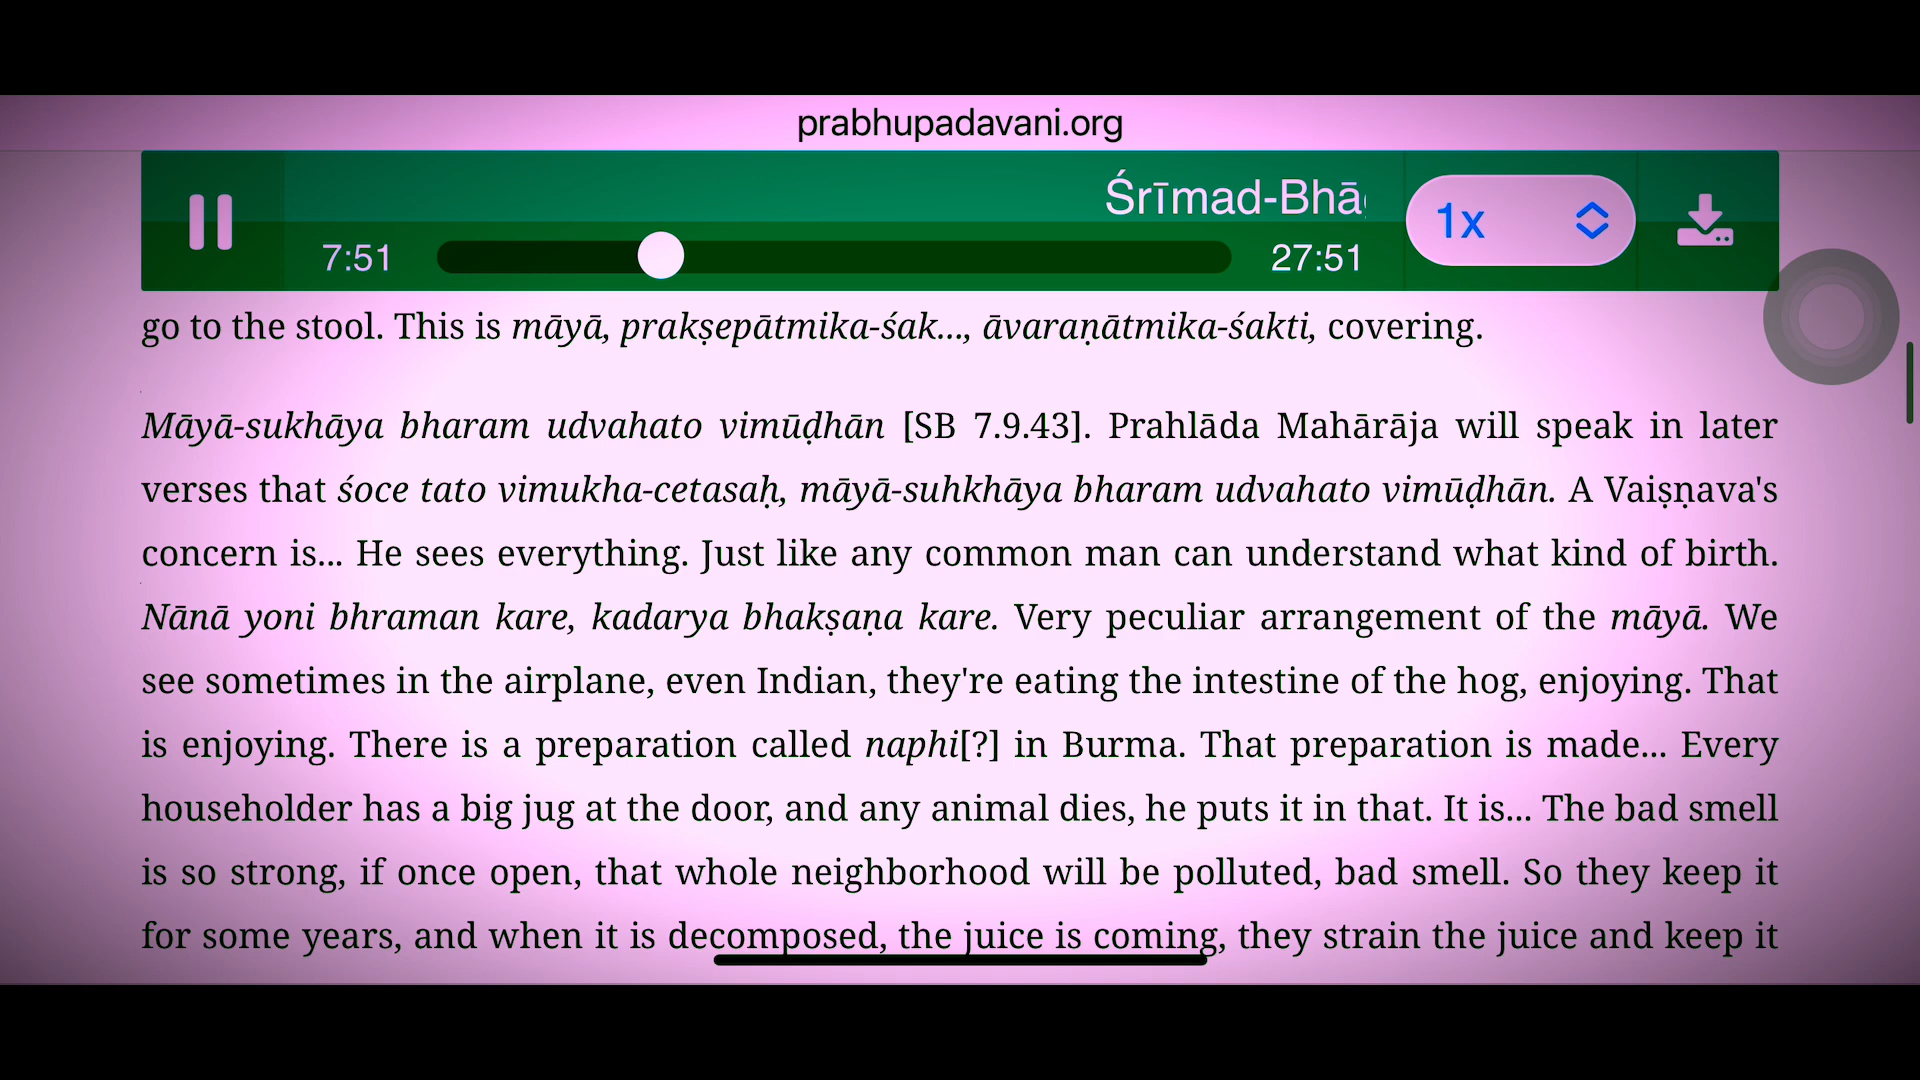 prabhupadavani.org
Śrīmad-Bhā
7:51
27:51
1x
go to the stool. This is māyā, prakṣepātmika-śak..., āvaraṇātmika-śakti, covering.
Māyā-sukhāya bharam udvahato vimūḍhān [SB 7.9.43]. Prahlāda Mahārāja will speak in later
verses that śoce tato vimukha-cetasaḥ, māyā-suhkhāya bharam udvahato vimūḍhān. A Vaiṣṇava's
concern is... He sees everything. Just like any common man can understand what kind of birth.
Nānā yoni bhraman kare, kadarya bhakṣaṇa kare. Very peculiar arrangement of the māyā. We
see sometimes in the airplane, even Indian, they're eating the intestine of the hog, enjoying. That
is enjoying. There is a preparation called naphi[?] in Burma. That preparation is made... Every
householder has a big jug at the door, and any animal dies, he puts it in that. It is... The bad smell
is so strong, if once open, that whole neighborhood will be polluted, bad smell. So they keep it
for some years, and when it is decomposed, the juice is coming, they strain the juice and keep it